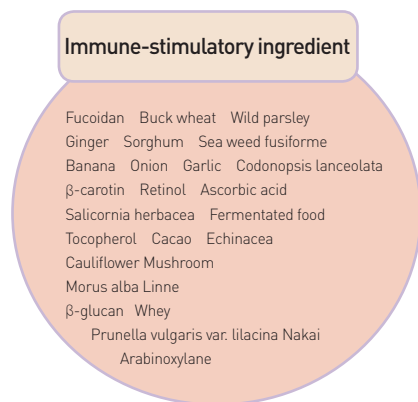 Immune-stimulatory ingredient
Fucoidan Buck wheat Wild parsley
Ginger Sorghum Sea weed fusiforme
Banana Onion Garlic Codonopsis lanceolata
β-carotin Retinol Ascorbic acid
Salicornia herbacea Fermentated food
Tocopherol Cacao Echinacea
Cauliflower Mushroom
Morus alba Linne
β-glucan Whey
Prunella vulgaris var. lilacina Nakai
Arabinoxylane